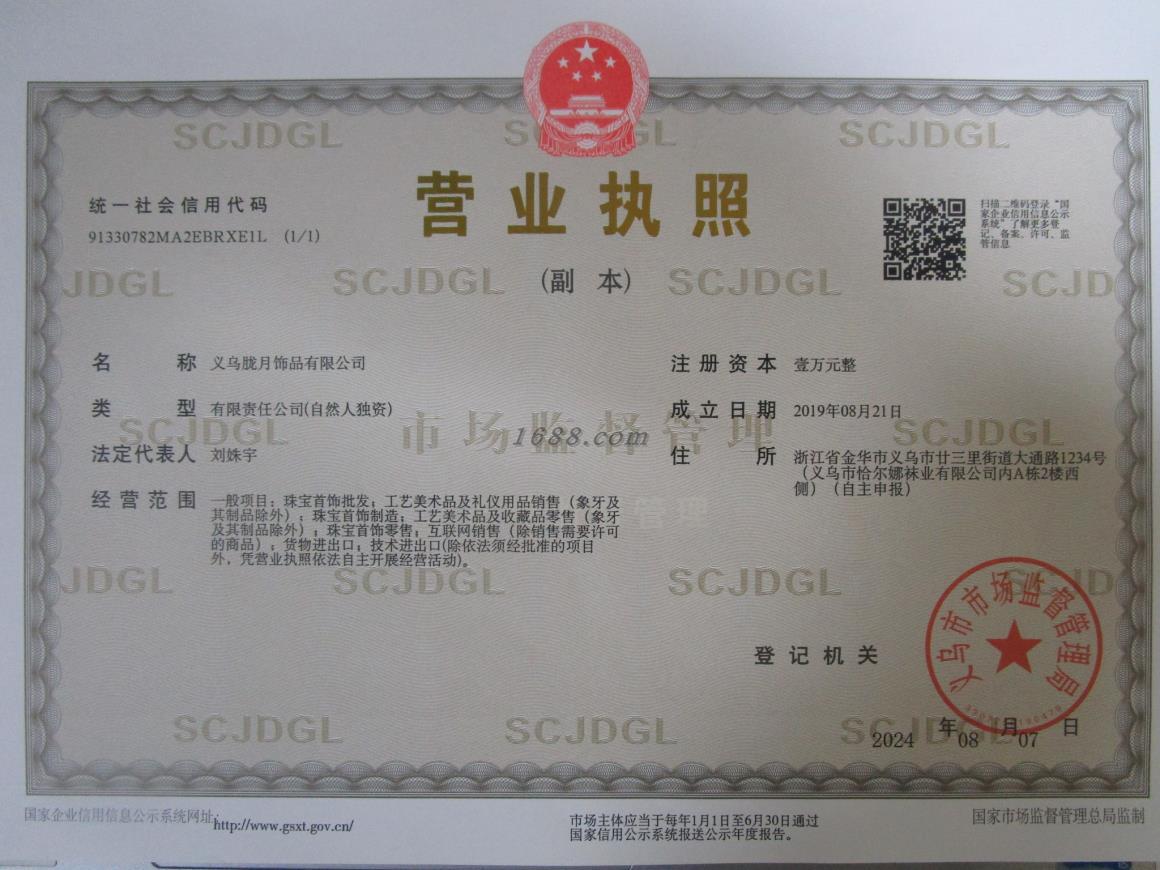 SCJDGL SCJDGL SCJDGL
营业执照
(副 本)
统一社会信用代码
91330782MA2EBRXE1L (1/1)
扫描二维码登录“国
家企业信用信息公示
系统”了解更多登
记、备案、许可、监
管信息
JDGL SCJDGL SCJDGL SCJD
名 称 义乌胧月饰品有限公司
类 型 有限责任公司(自然人独资)
法定代表人 刘姝宇
经营范围 一般项目：珠宝首饰批发；工艺美术品及礼仪用品销售（象牙及
其制品除外）；珠宝首饰制造；工艺美术品及收藏品零售（象牙
及其制品除外）；珠宝首饰零售；互联网销售（除销售需要许可
的商品）；货物进出口；技术进出口(除依法须经批准的项目
外，凭营业执照依法自主开展经营活动)。
注册资本 壹万元整
成立日期 2019年08月21日
住 所 浙江省金华市义乌市廿三里街道大通路1234号
（义乌市恰尔娜袜业有限公司内A栋2楼西
侧）（自主申报）
SCJDGL 市场监督管理 SCJDGL
1688.com
管理
JDGL SCJDGL SCJDGL SCJD
登记机关
义乌市市场监督管理局
SCJDGL SCJDGL SCJDGL
2024 年 08 月 07 日
国家企业信用信息公示系统网址：http://www.gsxt.gov.cn/
市场主体应当于每年1月1日至6月30日通过
国家信用公示系统报送公示年度报告。
国家市场监督管理总局监制